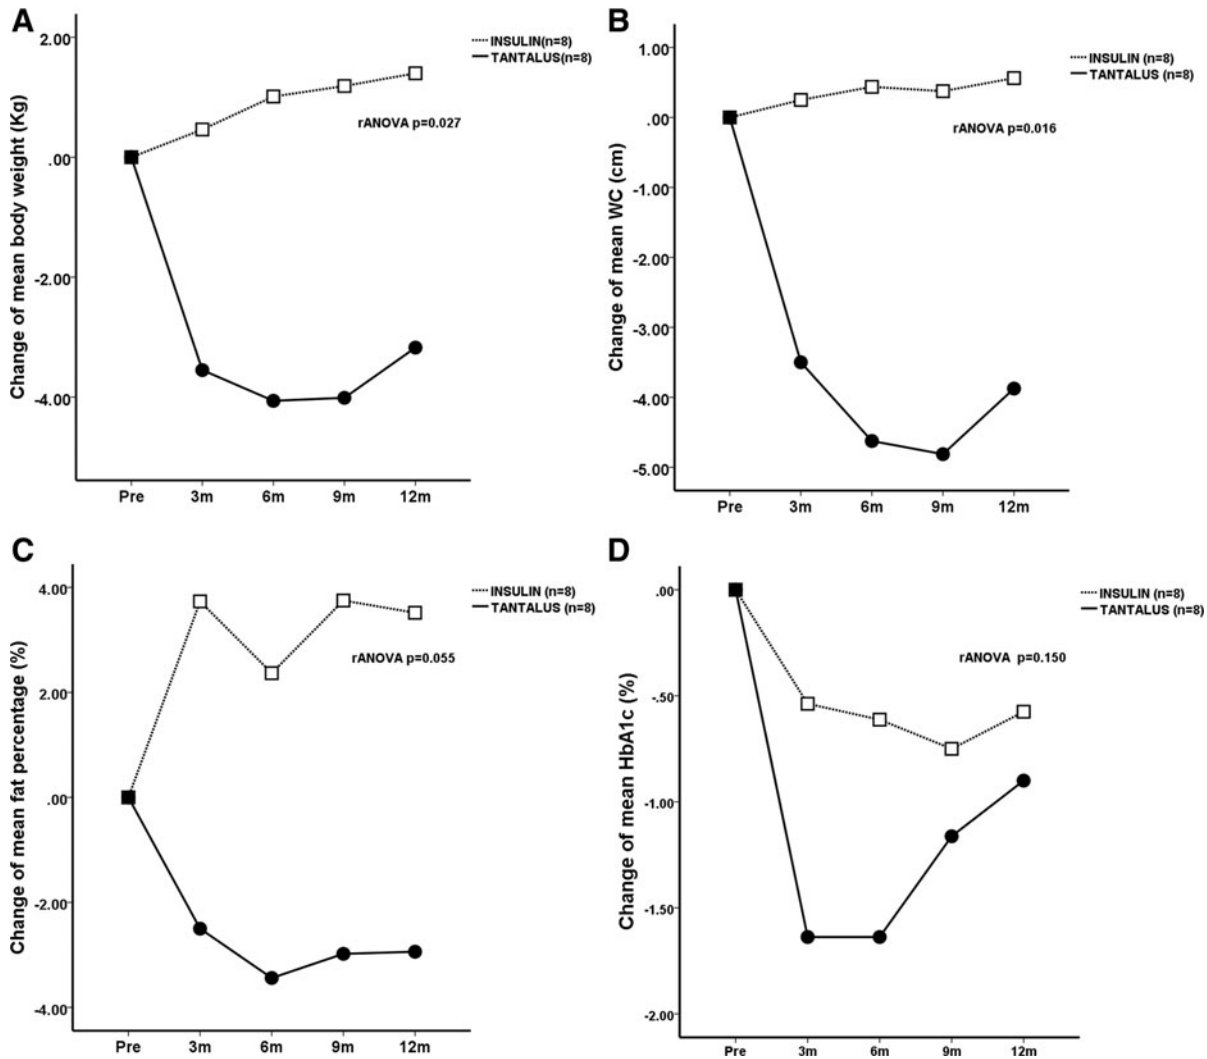 A
Change of mean body weight (Kg)
2.00
.00
-2.00
-4.00
Pre 3m 6m 9m 12m
INSULIN(n=8)
TANTALUS(n=8)
rANOVA p=0.027
B
Change of mean WC (cm)
1.00
.00
-1.00
-2.00
-3.00
-4.00
-5.00
Pre 3m 6m 9m 12m
INSULIN (n=8)
TANTALUS (n=8)
rANOVA p=0.016
C
Change of mean fat percentage (%)
4.00
2.00
.00
-2.00
-4.00
Pre 3m 6m 9m 12m
INSULIN (n=8)
TANTALUS (n=8)
rANOVA p=0.055
D
Change of mean HbA1c (%)
.00
-.50
-1.00
-1.50
-2.00
Pre 3m 6m 9m 12m
INSULIN (n=8)
TANTALUS (n=8)
rANOVA p=0.150